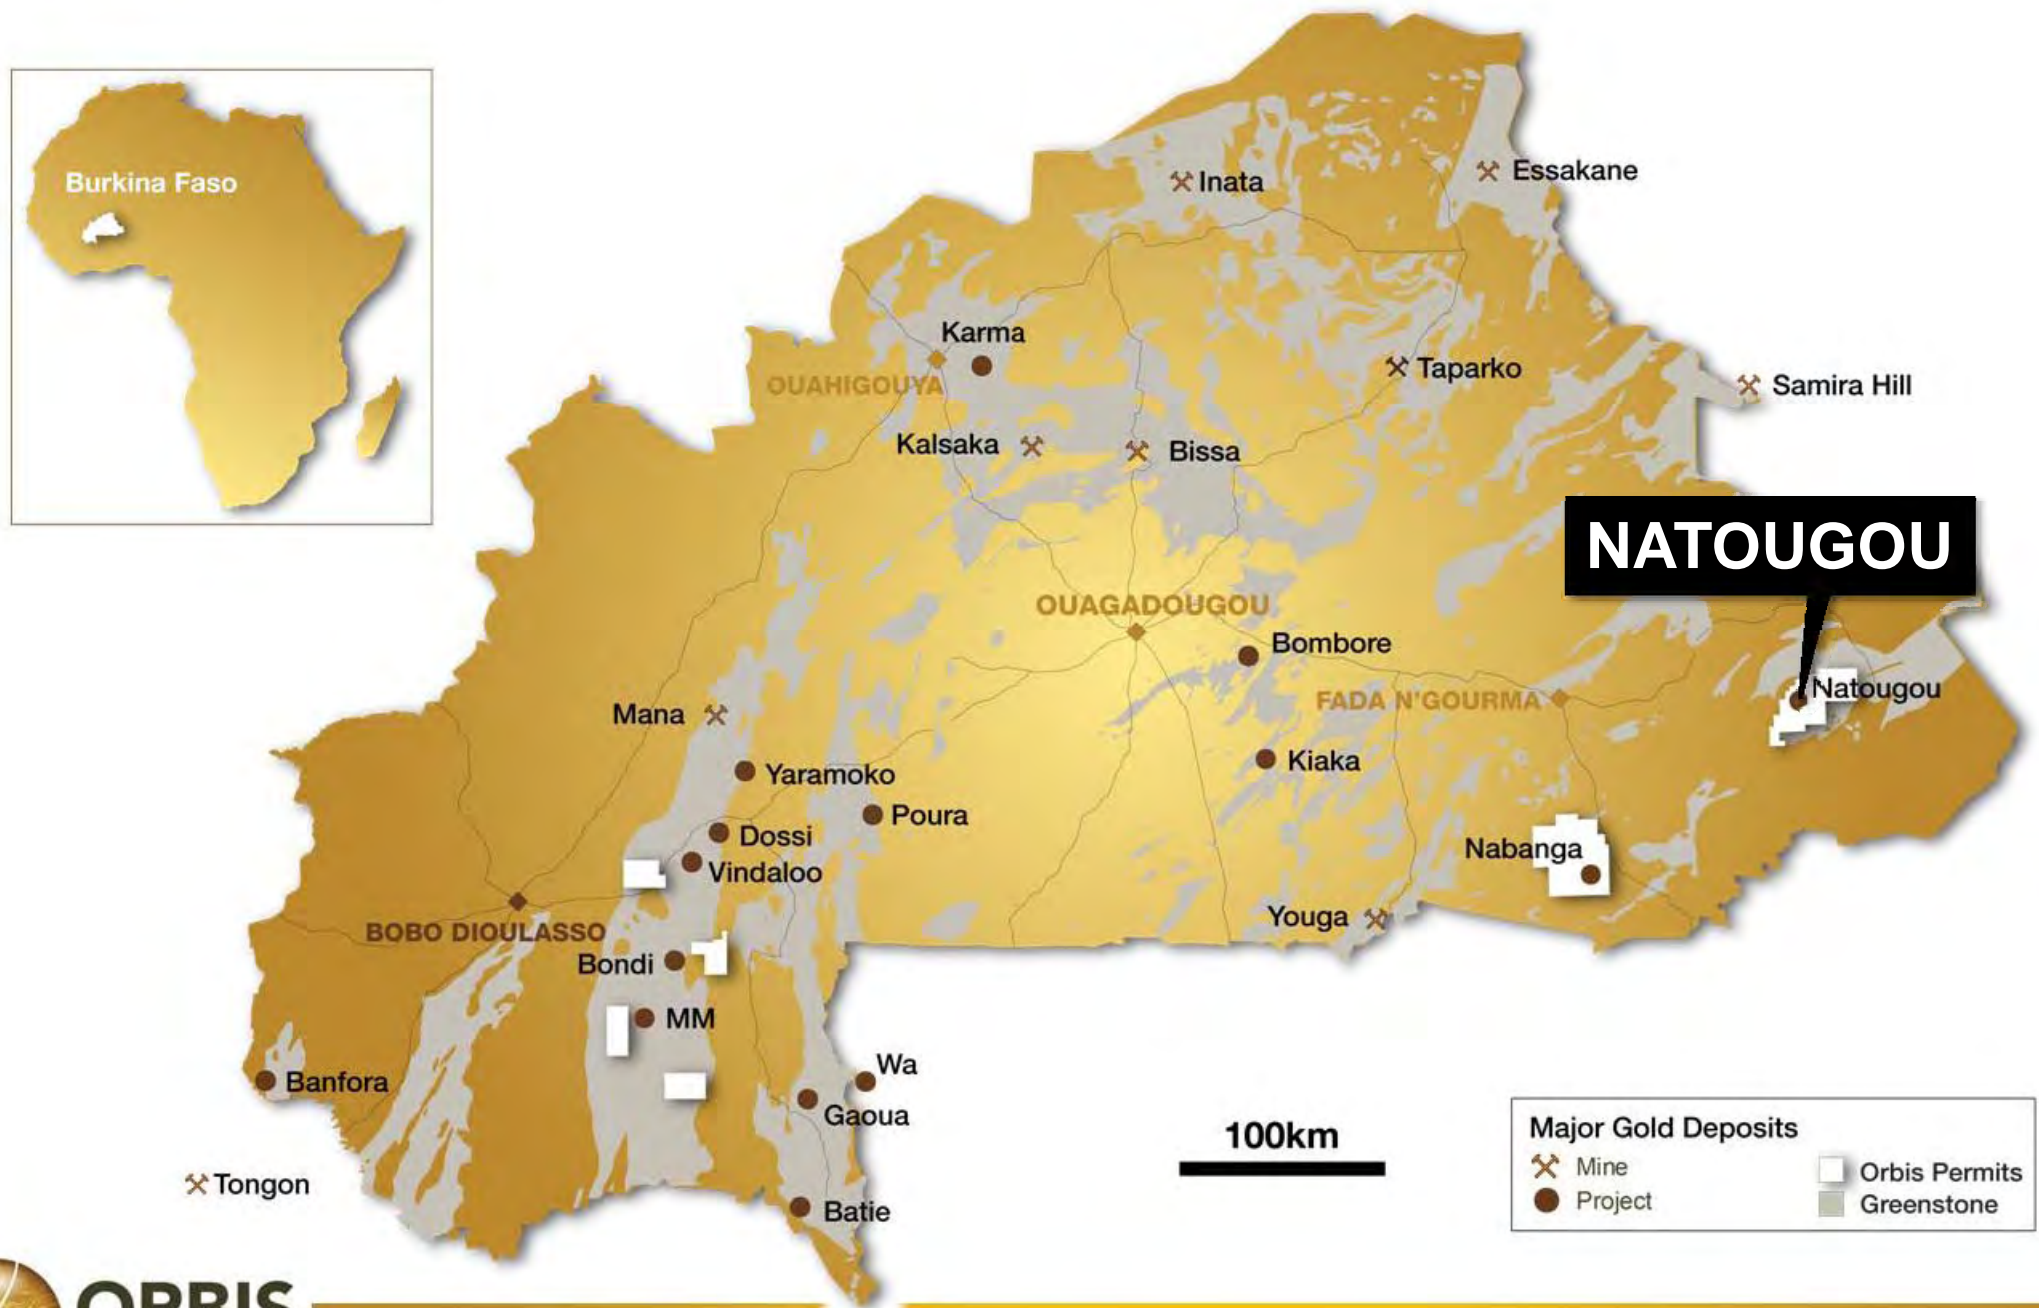 Burkina Faso
Inata
Essakane
Karma
OUAHIGOUYA
Taparko
Samira Hill
Kalsaka
Bissa
NATOUGOU
OUAGADOUGOU
Bombore
FADA N'GOURMA
Natougou
Mana
Kiaka
Yaramoko
Poura
Dossi
Vindaloo
Nabanga
Youga
BOBO DIOULASSO
Bondi
MM
Wa
Banfora
Gaoua
Tongon
Batie
100km
Major Gold Deposits
Mine
Project
Orbis Permits
Greenstone
ORBIS